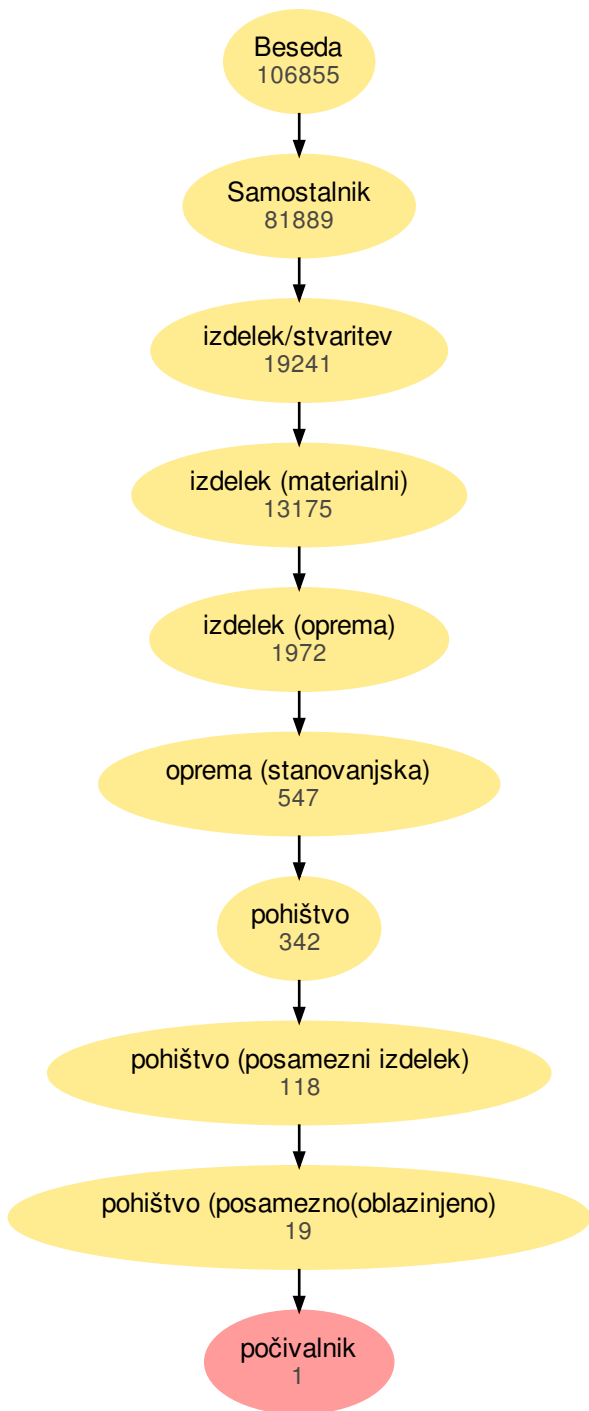 Beseda
106855
Samostalnik
81889
izdelek/stvaritev
19241
izdelek (materialni)
13175
izdelek (oprema)
1972
oprema (stanovanjska)
547
pohištvo
342
pohištvo (posamezni izdelek)
118
pohištvo (posamezno(oblazinjeno)
19
počivalnik
1